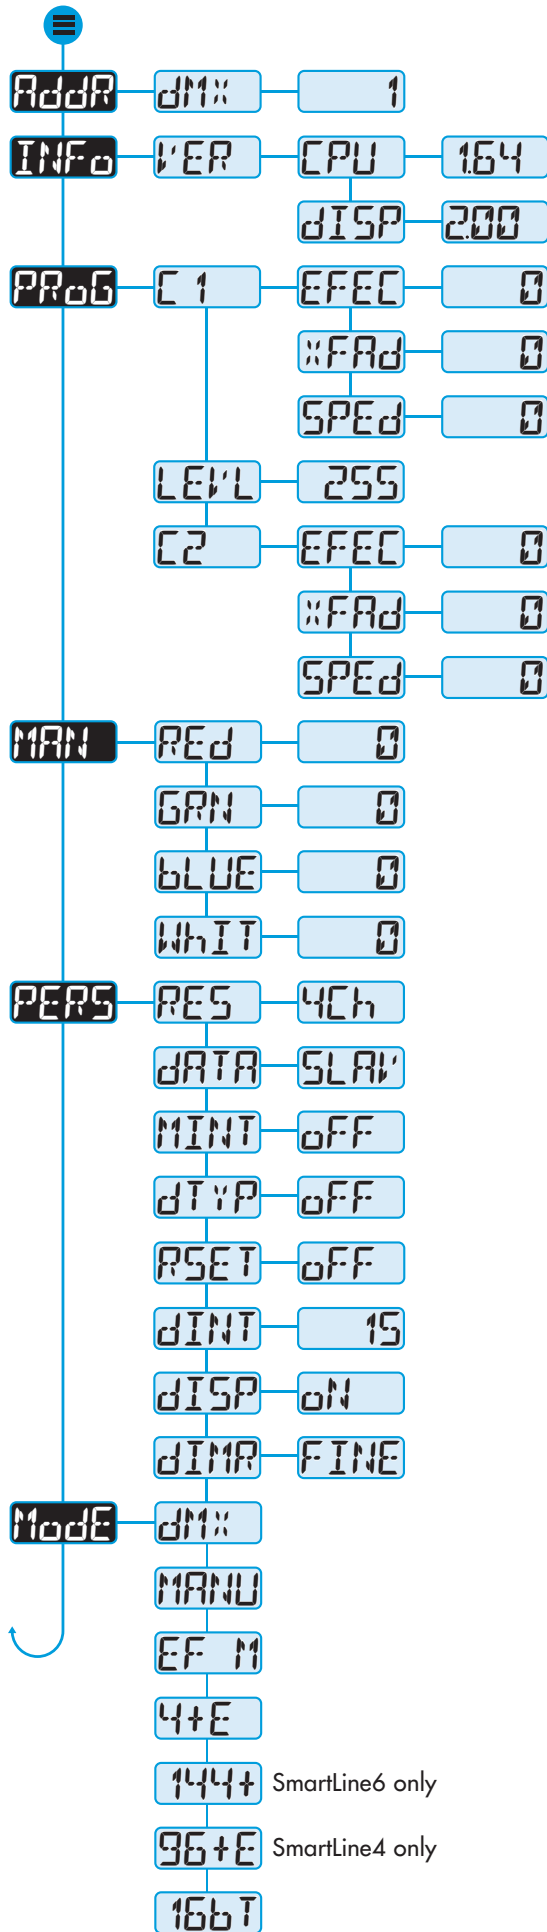 AddR dMX 1
INFo VER CPU 1.64
dISP 2.00
PRoG C 1 EFEC 0
XFAd 0
SPEd 0
LEVL 255
C2 EFEC 0
XFAd 0
SPEd 0
MAN REd 0
GRN 0
bLUE 0
WhIT 0
PERS RES 4Ch
dATA SLAV
MINT oFF
dTYP oFF
RSET oFF
dINT 15
dISP oN
dIMR FINE
ModE dMX
MANU
EF M
4+E
144+ SmartLine6 only
96+E SmartLine4 only
16bT